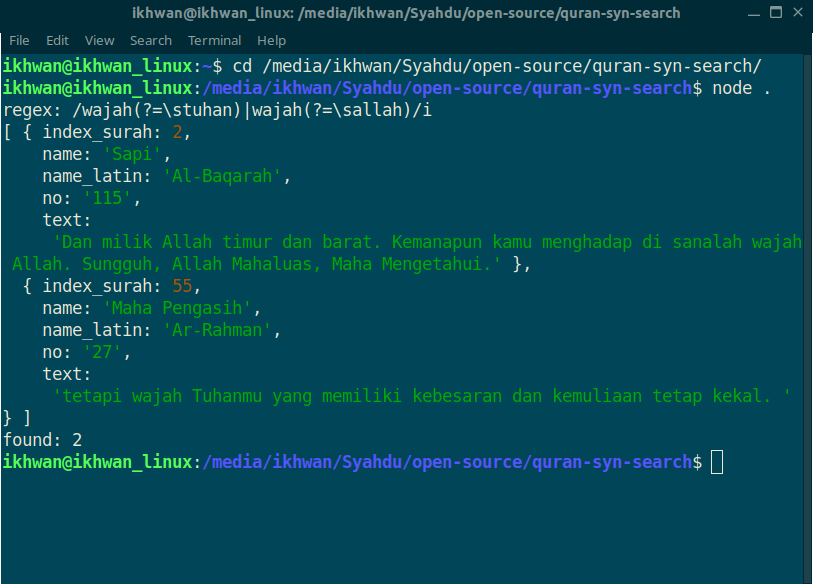 ikhwan@ikhwan_linux: /media/ikhwan/Syahdu/open-source/quran-syn-search
File Edit View Search Terminal Help
ikhwan@ikhwan_linux:~$ cd /media/ikhwan/Syahdu/open-source/quran-syn-search/
ikhwan@ikhwan_linux:/media/ikhwan/Syahdu/open-source/quran-syn-search$ node .
regex: /wajah(?=\stuhan)|wajah(?=\sallah)/i
[ { index_surah: 2,
    name: 'Sapi',
    name_latin: 'Al-Baqarah',
    no: '115',
    text:
     'Dan milik Allah timur dan barat. Kemanapun kamu menghadap di sanalah wajah
 Allah. Sungguh, Allah Mahaluas, Maha Mengetahui.' },
  { index_surah: 55,
    name: 'Maha Pengasih',
    name_latin: 'Ar-Rahman',
    no: '27',
    text:
     'tetapi wajah Tuhanmu yang memiliki kebesaran dan kemuliaan tetap kekal. '
} ]
found: 2
ikhwan@ikhwan_linux:/media/ikhwan/Syahdu/open-source/quran-syn-search$